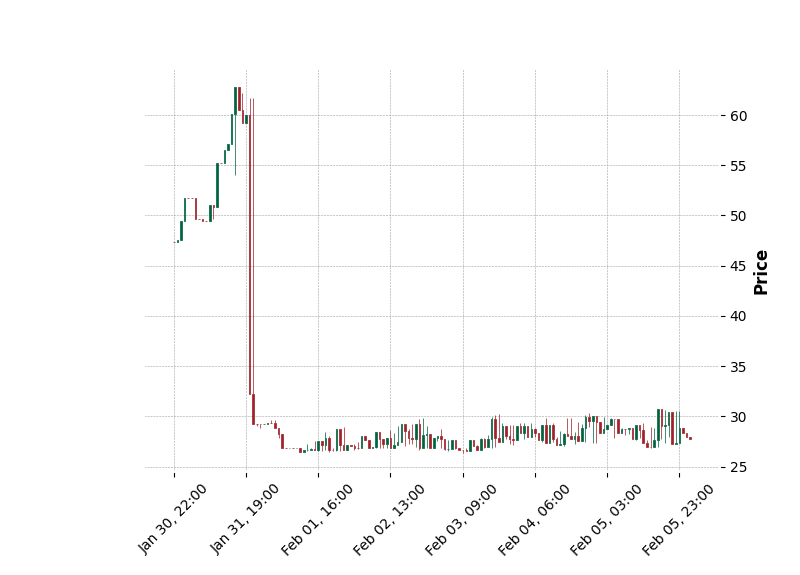 60
55
50
45
40
35
30
25
Price
Jan 30, 22:00
Jan 31, 19:00
Feb 01, 16:00
Feb 02, 13:00
Feb 03, 09:00
Feb 04, 06:00
Feb 05, 03:00
Feb 05, 23:00